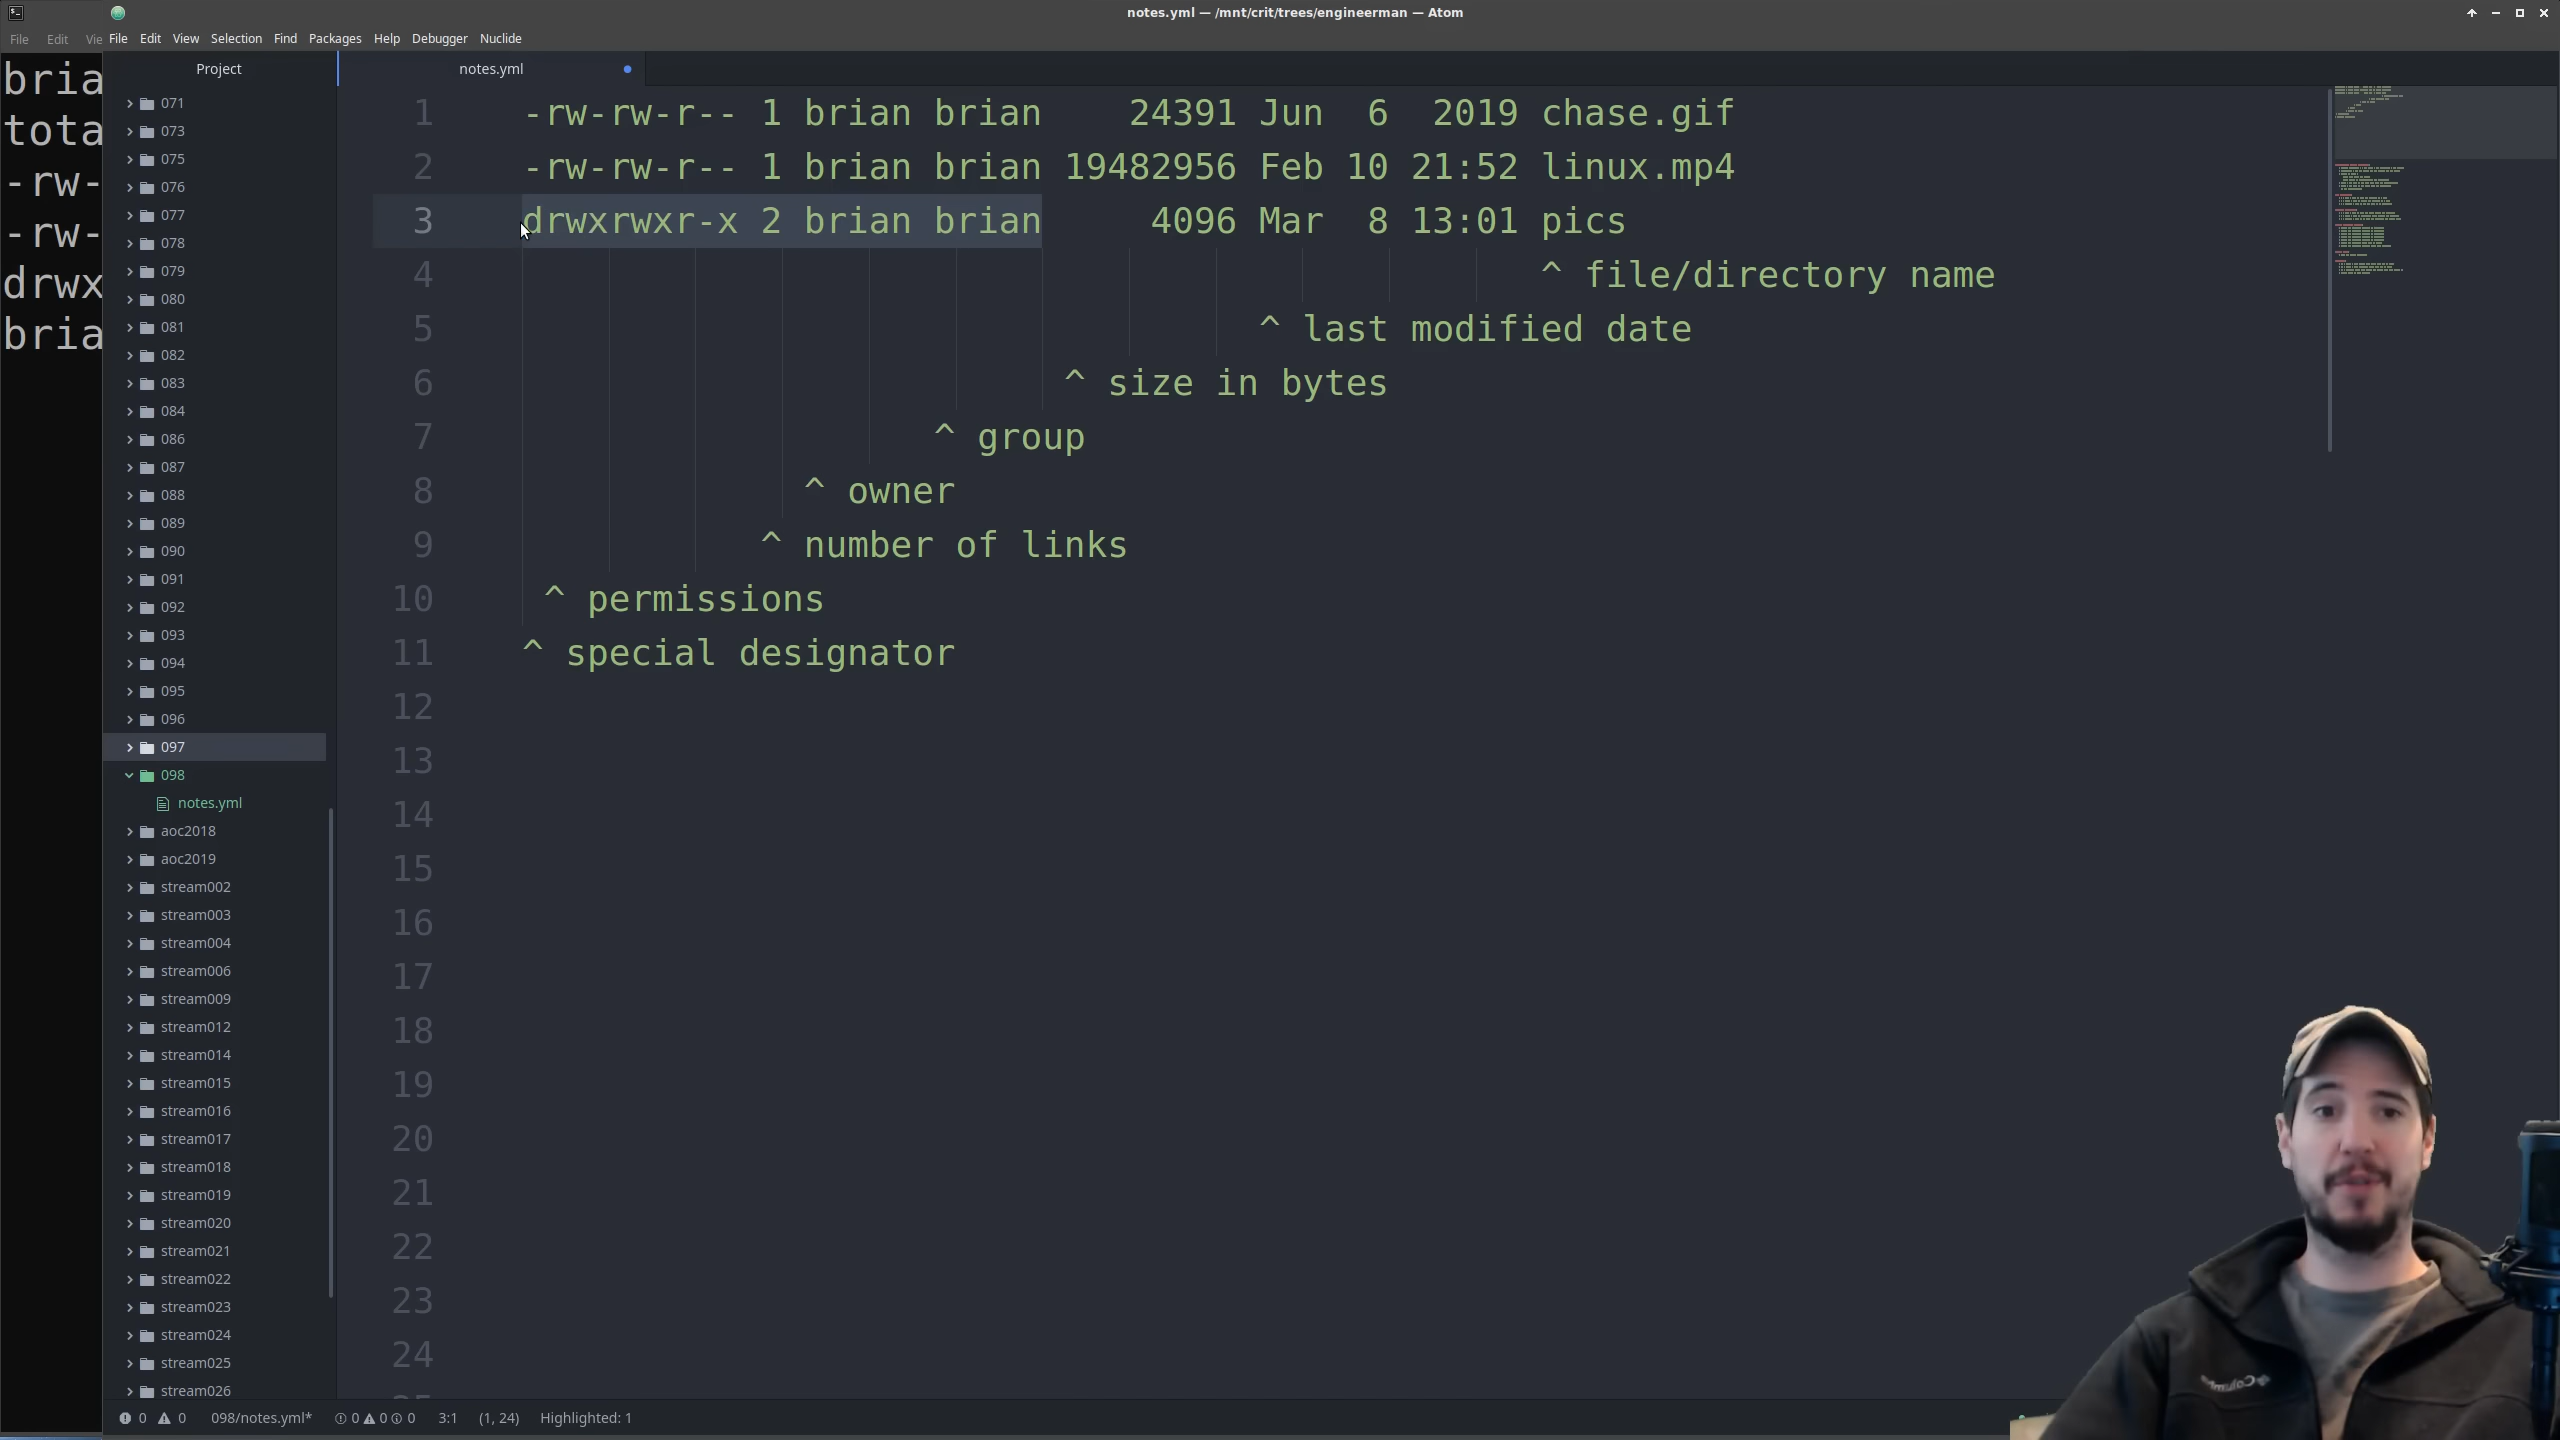 notes.yml — /mnt/crit/trees/engineerman — Atom
File Edit Vie
File Edit View Selection Find Packages Help Debugger Nuclide
bria
tota
-rw-
-rw-
drwx
bria
Project
071
073
075
076
077
078
079
080
081
082
083
084
086
087
088
089
090
091
092
093
094
095
096
097
098
notes.yml
aoc2018
aoc2019
stream002
stream003
stream004
stream006
stream009
stream012
stream014
stream015
stream016
stream017
stream018
stream019
stream020
stream021
stream022
stream023
stream024
stream025
stream026
notes.yml
1 -rw-rw-r-- 1 brian brian    24391 Jun  6  2019 chase.gif
2 -rw-rw-r-- 1 brian brian 19482956 Feb 10 21:52 linux.mp4
3 drwxrwxr-x 2 brian brian     4096 Mar  8 13:01 pics
4 ^ file/directory name
5 ^ last modified date
6 ^ size in bytes
7 ^ group
8 ^ owner
9 ^ number of links
10 ^ permissions
11 ^ special designator
12
13
14
15
16
17
18
19
20
21
22
23
24
0 0 098/notes.yml* 0 0 0 3:1 (1, 24) Highlighted: 1
Columbia